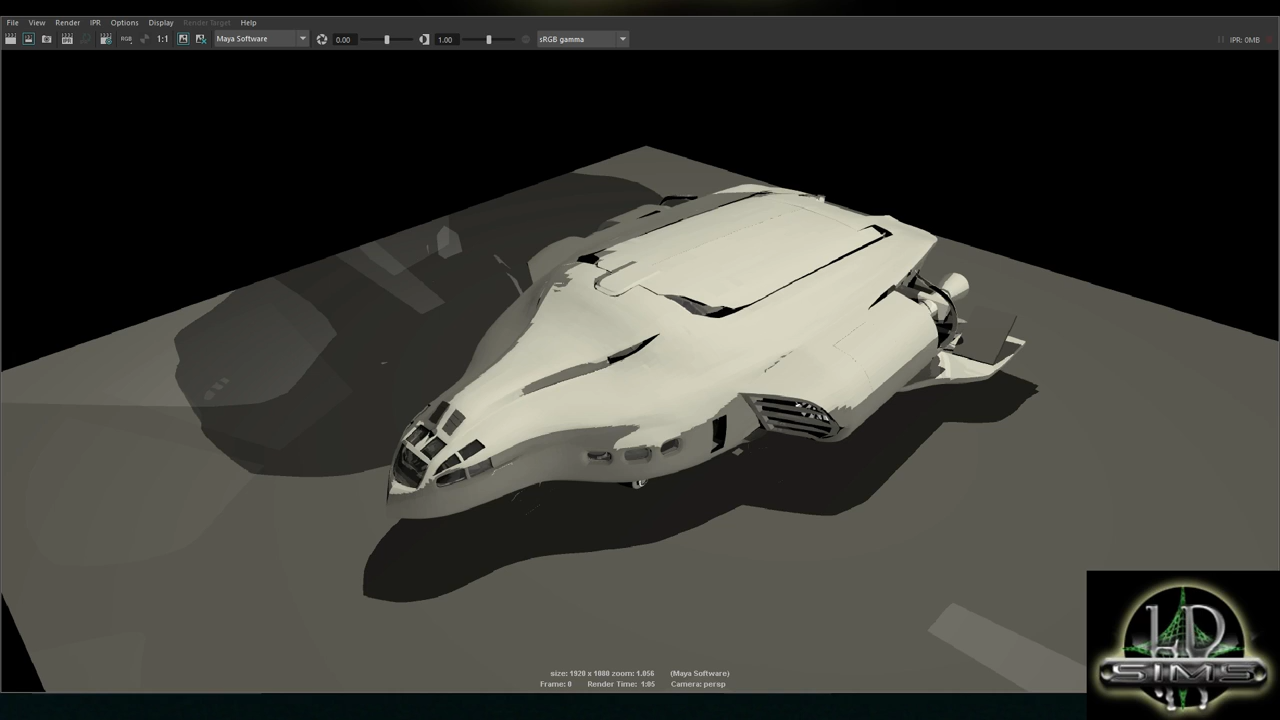 File View Render IPR Options Display Render Target Help
RGB 1:1 Maya Software 0.00 1.00 sRGB gamma IPR: 0MB
size: 1920 x 1080 zoom: 1.056 (Maya Software)
Frame: 0 Render Time: 1:05 Camera: persp
SIMS